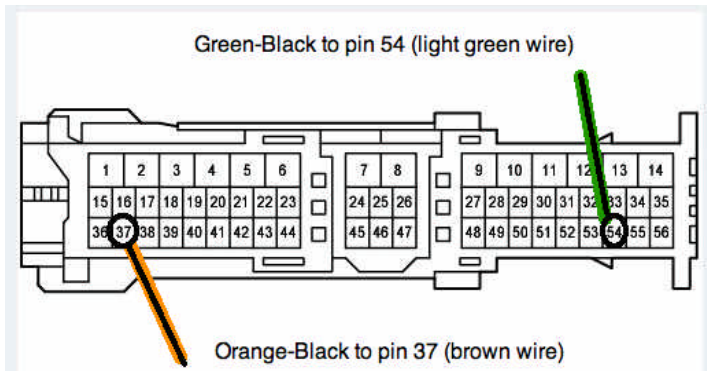 Green-Black to pin 54 (light green wire)
1 2 3 4 5 6 7 8 9 10 11 12 13 14
15 16 17 18 19 20 21 22 23 24 25 26 27 28 29 30 31 32 33 34 35
36 37 38 39 40 41 42 43 44 45 46 47 48 49 50 51 52 53 54 55 56
Orange-Black to pin 37 (brown wire)